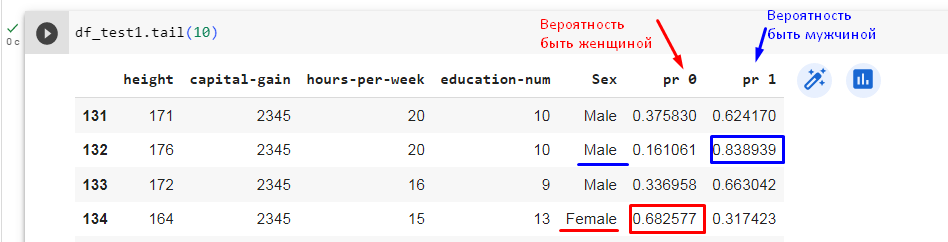 Вероятность
быть женщиной
Вероятность
быть мужчиной
0 с
df_test1.tail(10)
height capital-gain hours-per-week education-num Sex pr 0 pr 1
131 171 2345 20 10 Male 0.375830 0.624170
132 176 2345 20 10 Male 0.161061 0.838939
133 172 2345 16 9 Male 0.336958 0.663042
134 164 2345 15 13 Female 0.682577 0.317423